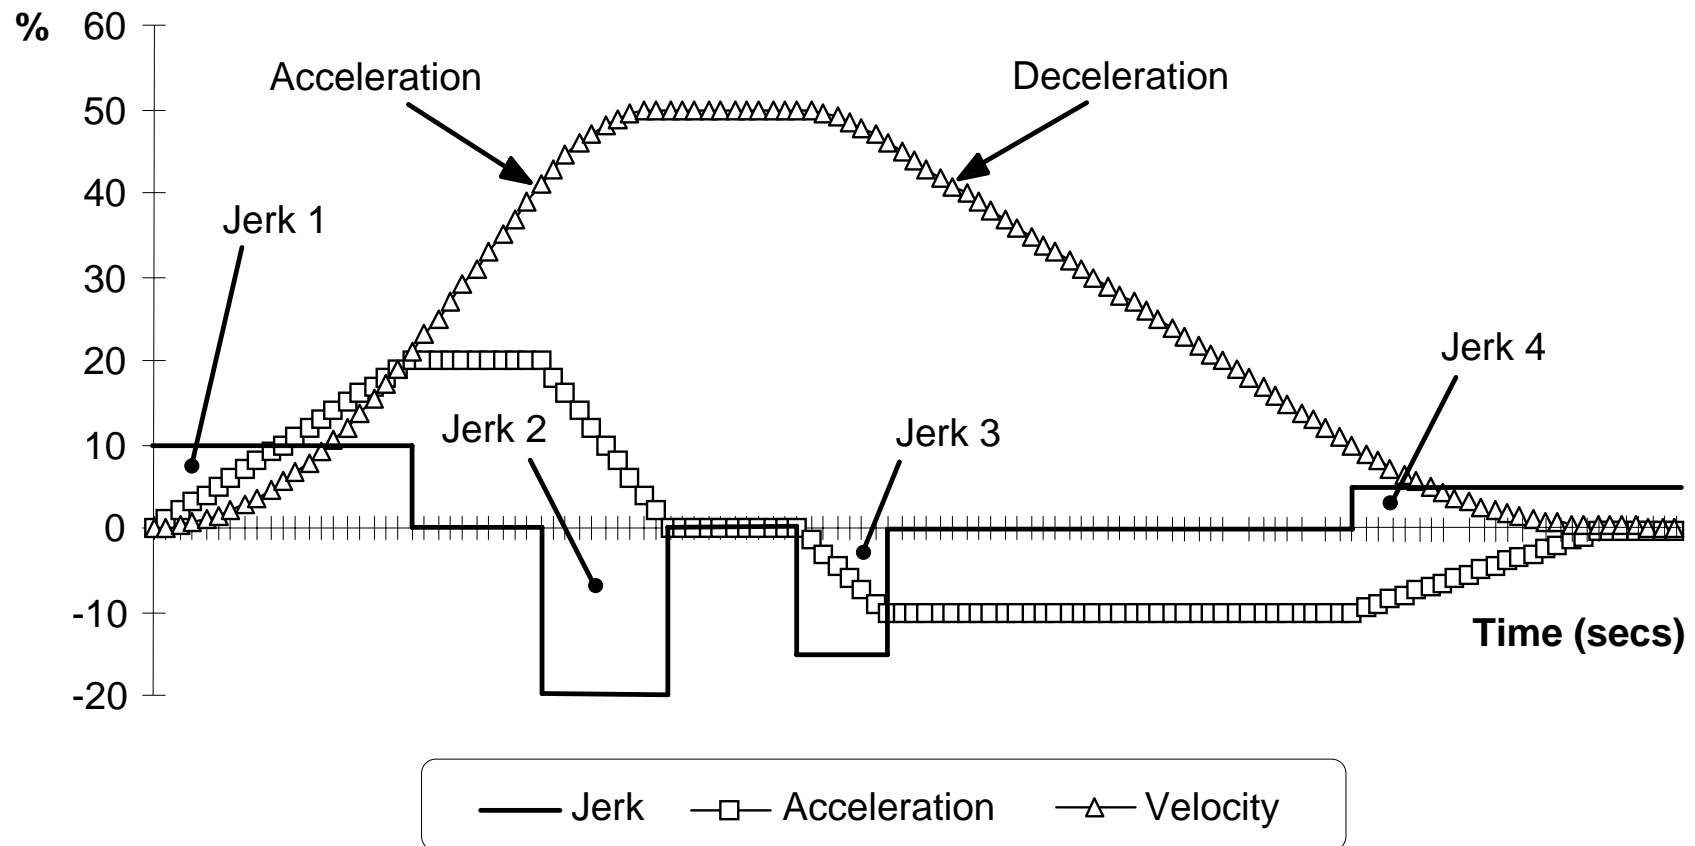 %
60
50
40
30
20
10
0
-10
-20
Acceleration
Deceleration
Jerk 1
Jerk 2
Jerk 3
Jerk 4
Time (secs)
Jerk Acceleration Velocity